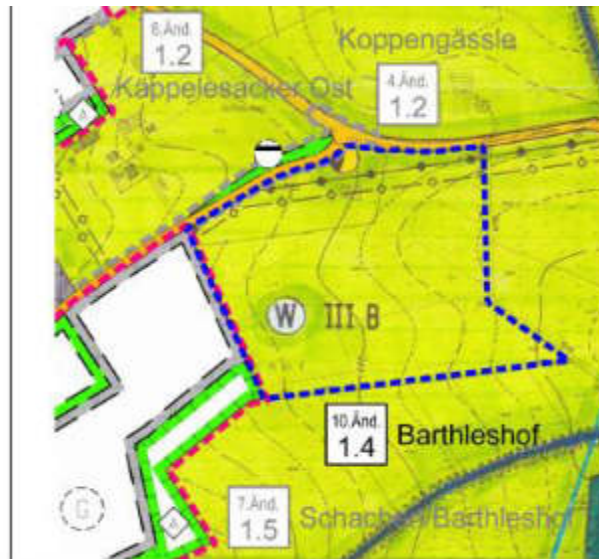 6.Änd.
1.2
Koppengässle
Käppelesäcker Ost
4.Änd.
1.2
W III B
10.Änd.
1.4
Barthleshof
G
7.Änd.
1.5
Schachen/Barthleshof